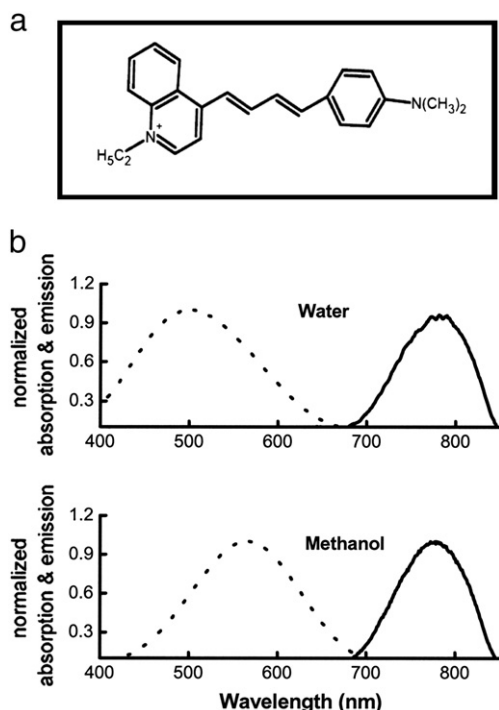 a
N(CH₃)₂
N
+
H₅C₂
b
normalized
absorption & emission
1.2
0.9
0.6
0.3
Water
400 500 600 700 800
normalized
absorption & emission
1.2
0.9
0.6
0.3
Methanol
400 500 600 700 800
Wavelength (nm)